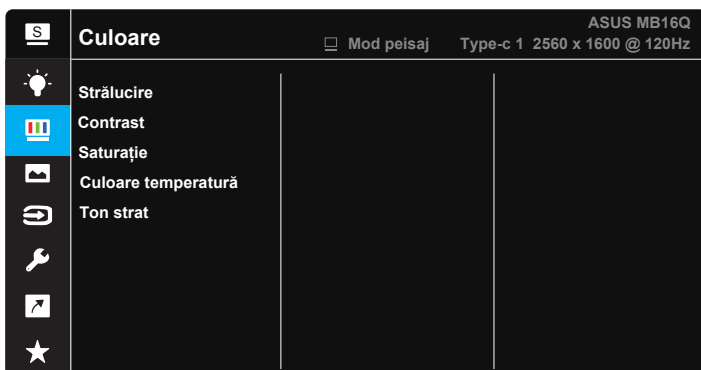 S
ASUS MB16Q
Culoare
Mod peisaj Type-c 1 2560 x 1600 @ 120Hz
Strălucire
Contrast
Saturație
Culoare temperatură
Ton strat